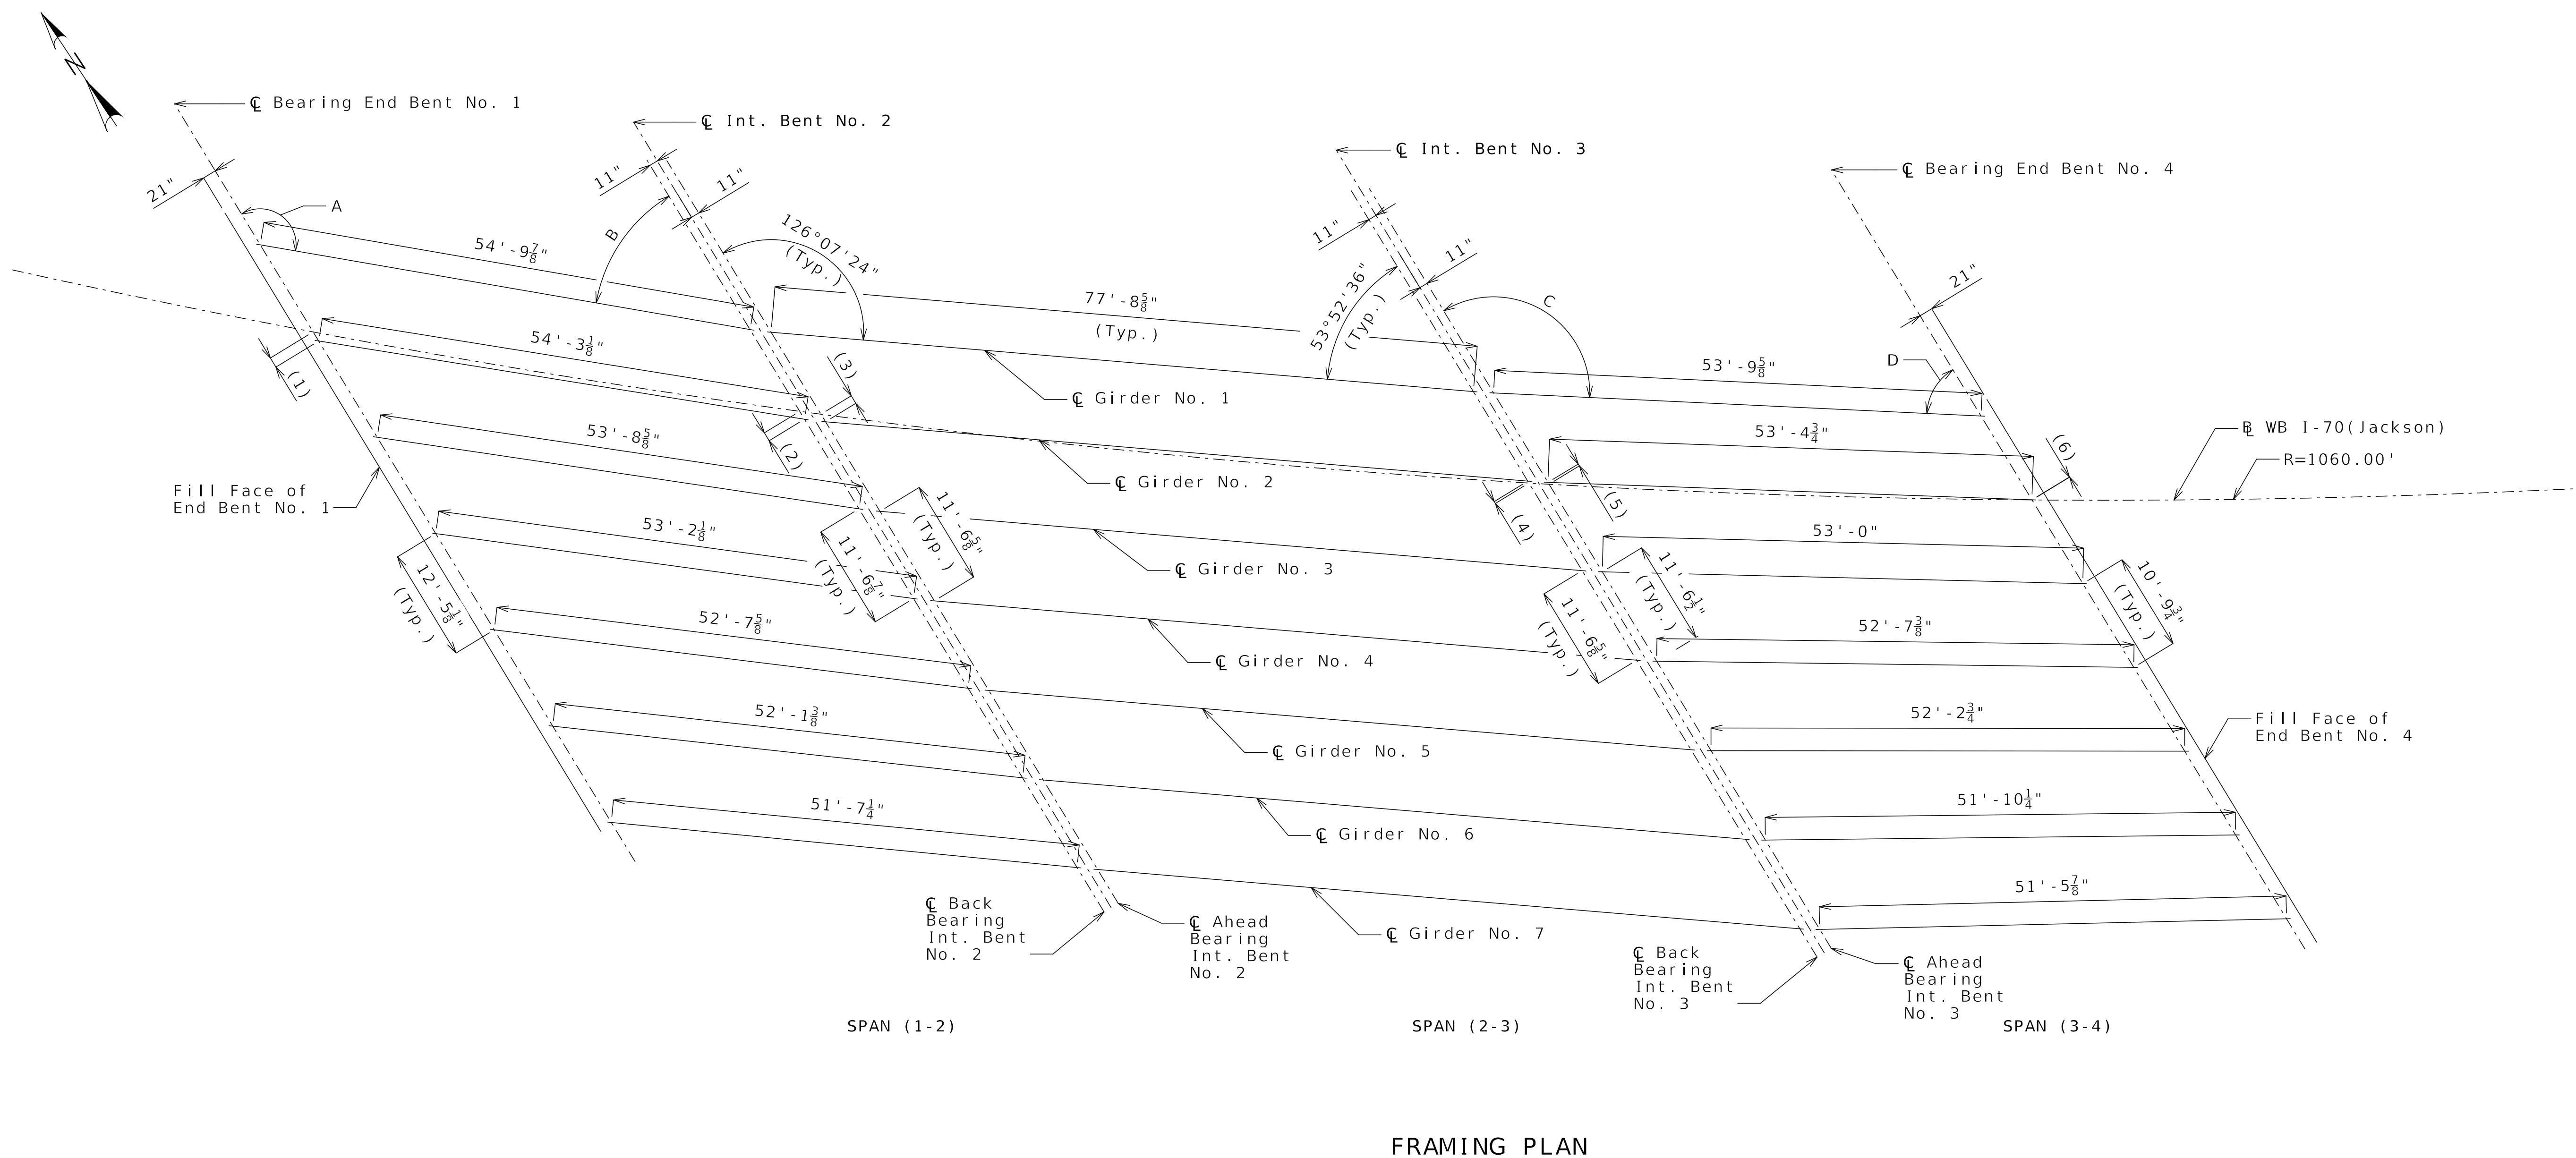 N
℄ Bearing End Bent No. 1
℄ Int. Bent No. 2
℄ Int. Bent No. 3
℄ Bearing End Bent No. 4
21"
11"
11"
11"
11"
21"
A
B
126°07'24"
(Typ.)
53°52'36"
(Typ.)
C
D
54'-9⅞"
77'-8⅝"
(Typ.)
53'-9⅝"
54'-3⅛"
53'-4¾"
53'-8⅝"
53'-0"
53'-2⅛"
52'-7⅜"
52'-7⅝"
52'-2¾"
52'-1⅜"
51'-10¼"
51'-7¼"
51'-5⅞"
(1)
(2)
(3)
(4)
(5)
(6)
12'-5⅛"
(Typ.)
11'-6⅞"
(Typ.)
11'-6⅝"
(Typ.)
11'-6⅝"
(Typ.)
11'-6½"
(Typ.)
10'-9¾"
(Typ.)
℄ Girder No. 1
℄ Girder No. 2
℄ Girder No. 3
℄ Girder No. 4
℄ Girder No. 5
℄ Girder No. 6
℄ Girder No. 7
BL WB I-70(Jackson)
R=1060.00'
Fill Face of
End Bent No. 1
Fill Face of
End Bent No. 4
℄ Back
Bearing
Int. Bent
No. 2
℄ Ahead
Bearing
Int. Bent
No. 2
℄ Back
Bearing
Int. Bent
No. 3
℄ Ahead
Bearing
Int. Bent
No. 3
SPAN (1-2)
SPAN (2-3)
SPAN (3-4)
FRAMING PLAN